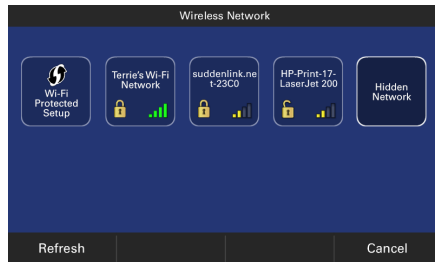 Wireless Network
Wi-Fi
Protected
Setup
Terrie's Wi-Fi
Network
suddenlink.ne
t-23C0
HP-Print-17-
LaserJet 200
Hidden
Network
Refresh
Cancel